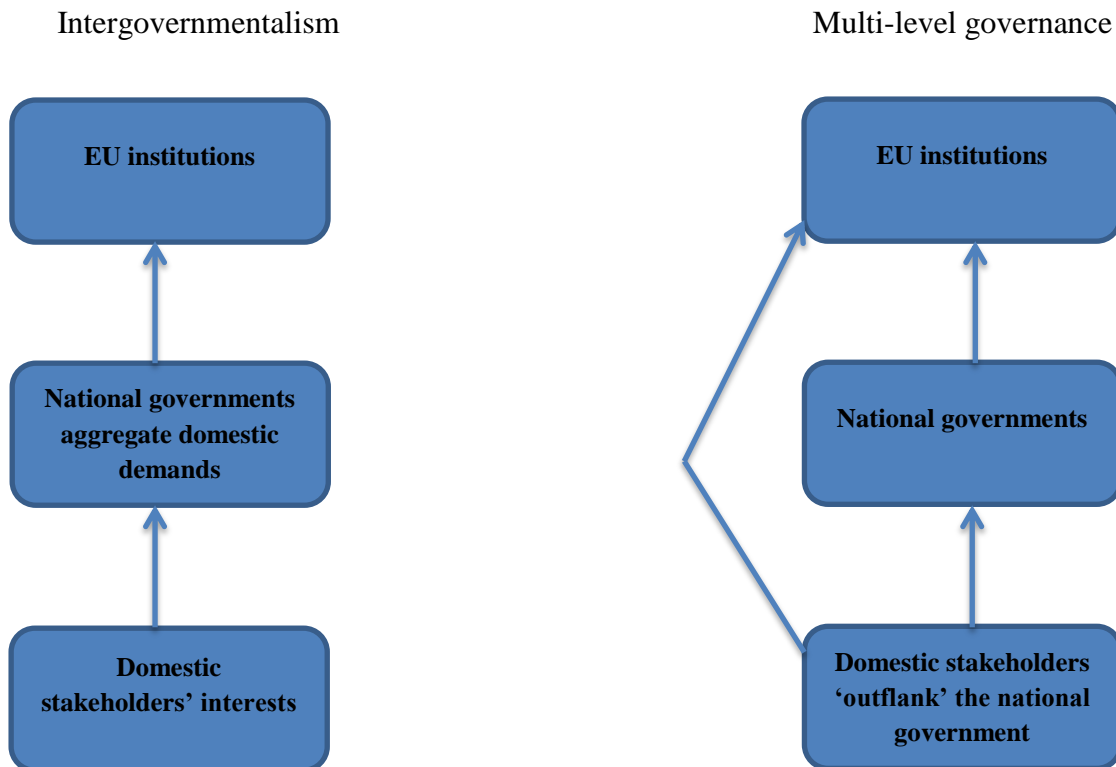 Intergovernmentalism
EU institutions
National governments
aggregate domestic
demands
Domestic
stakeholders’ interests
Multi-level governance
EU institutions
National governments
Domestic stakeholders
‘outflank’ the national
government